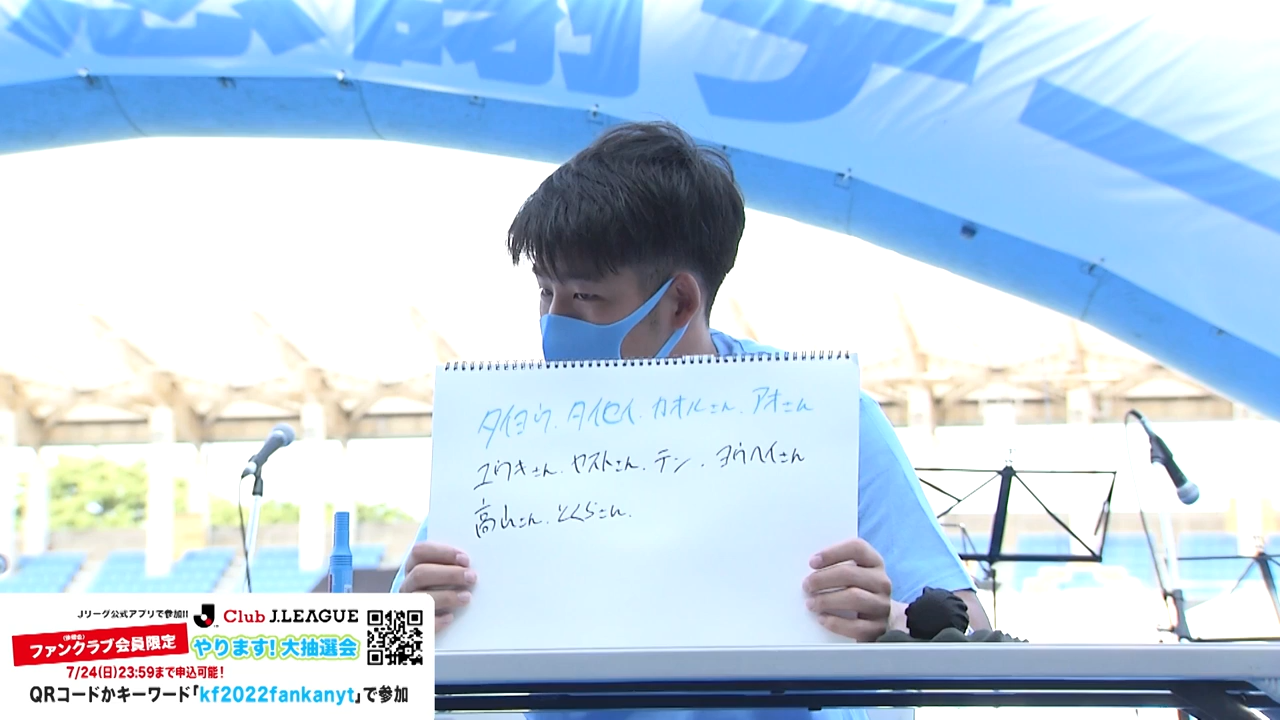 感謝デー
タイヨウ、タイセイ、カオルさん、アオさん
ユウキさん、ヤストさん、テン、ヨウヘイさん
高山さん、とくらさん、
Jリーグ公式アプリで参加!!
Club J.LEAGUE
ファンクラブ会員限定
やります!大抽選会
7/24(日)23:59まで申込可能!
QRコードかキーワード「kf2022fankanyt」で参加